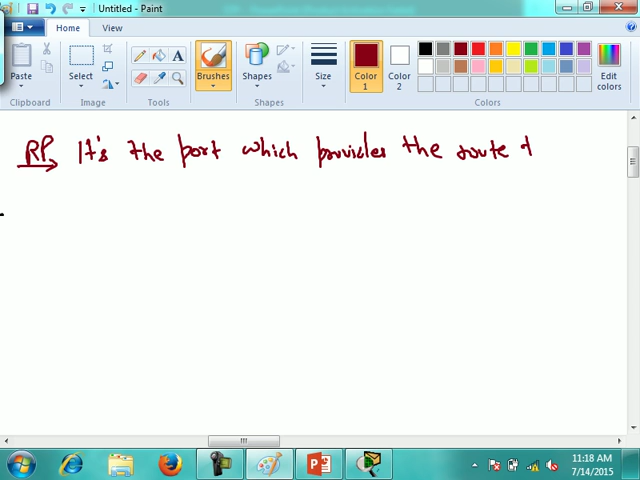 Untitled - Paint
Home
View
Paste
Select
Brushes
Shapes
Size
Color 1
Color 2
Edit colors
Clipboard
Image
Tools
Shapes
Colors
RP It's the port which provides the route t
11:18 AM
7/14/2015